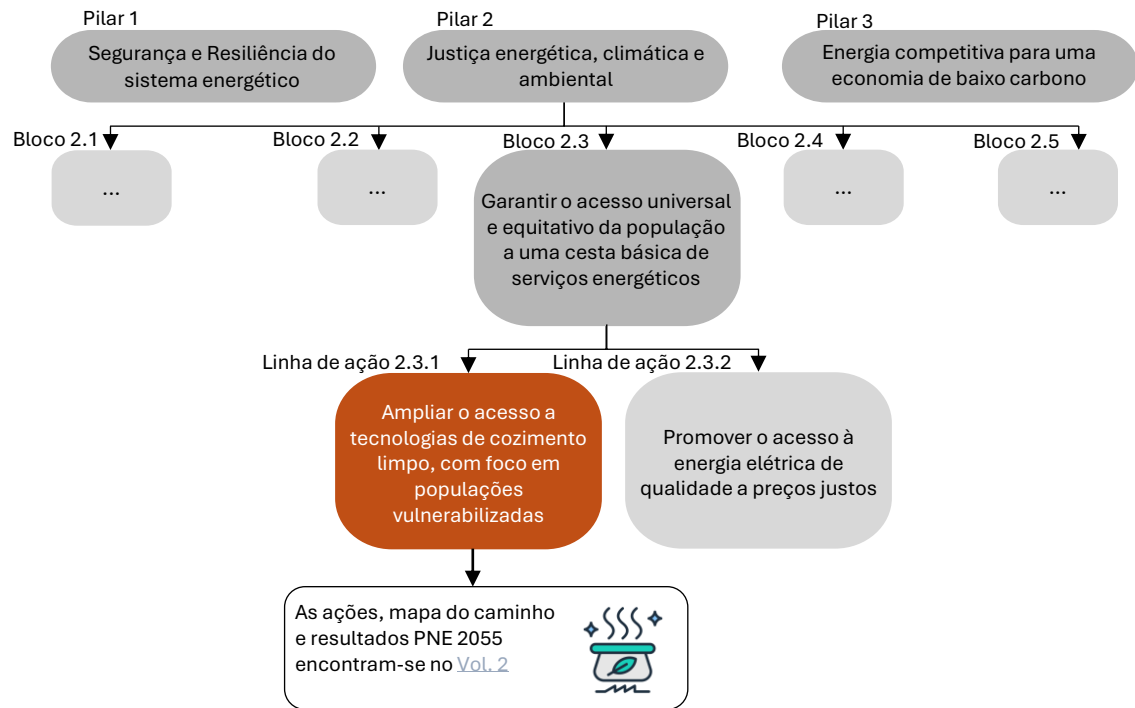 Pilar 1
Segurança e Resiliência do
sistema energético
Pilar 2
Justiça energética, climática e
ambiental
Pilar 3
Energia competitiva para uma
economia de baixo carbono
Bloco 2.1
...
Bloco 2.2
...
Bloco 2.3
Garantir o acesso universal
e equitativo da população
a uma cesta básica de
serviços energéticos
Bloco 2.4
...
Bloco 2.5
...
Linha de ação 2.3.1
Ampliar o acesso a
tecnologias de cozimento
limpo, com foco em
populações
vulnerabilizadas
Linha de ação 2.3.2
Promover o acesso à
energia elétrica de
qualidade a preços justos
As ações, mapa do caminho
e resultados PNE 2055
encontram-se no Vol. 2